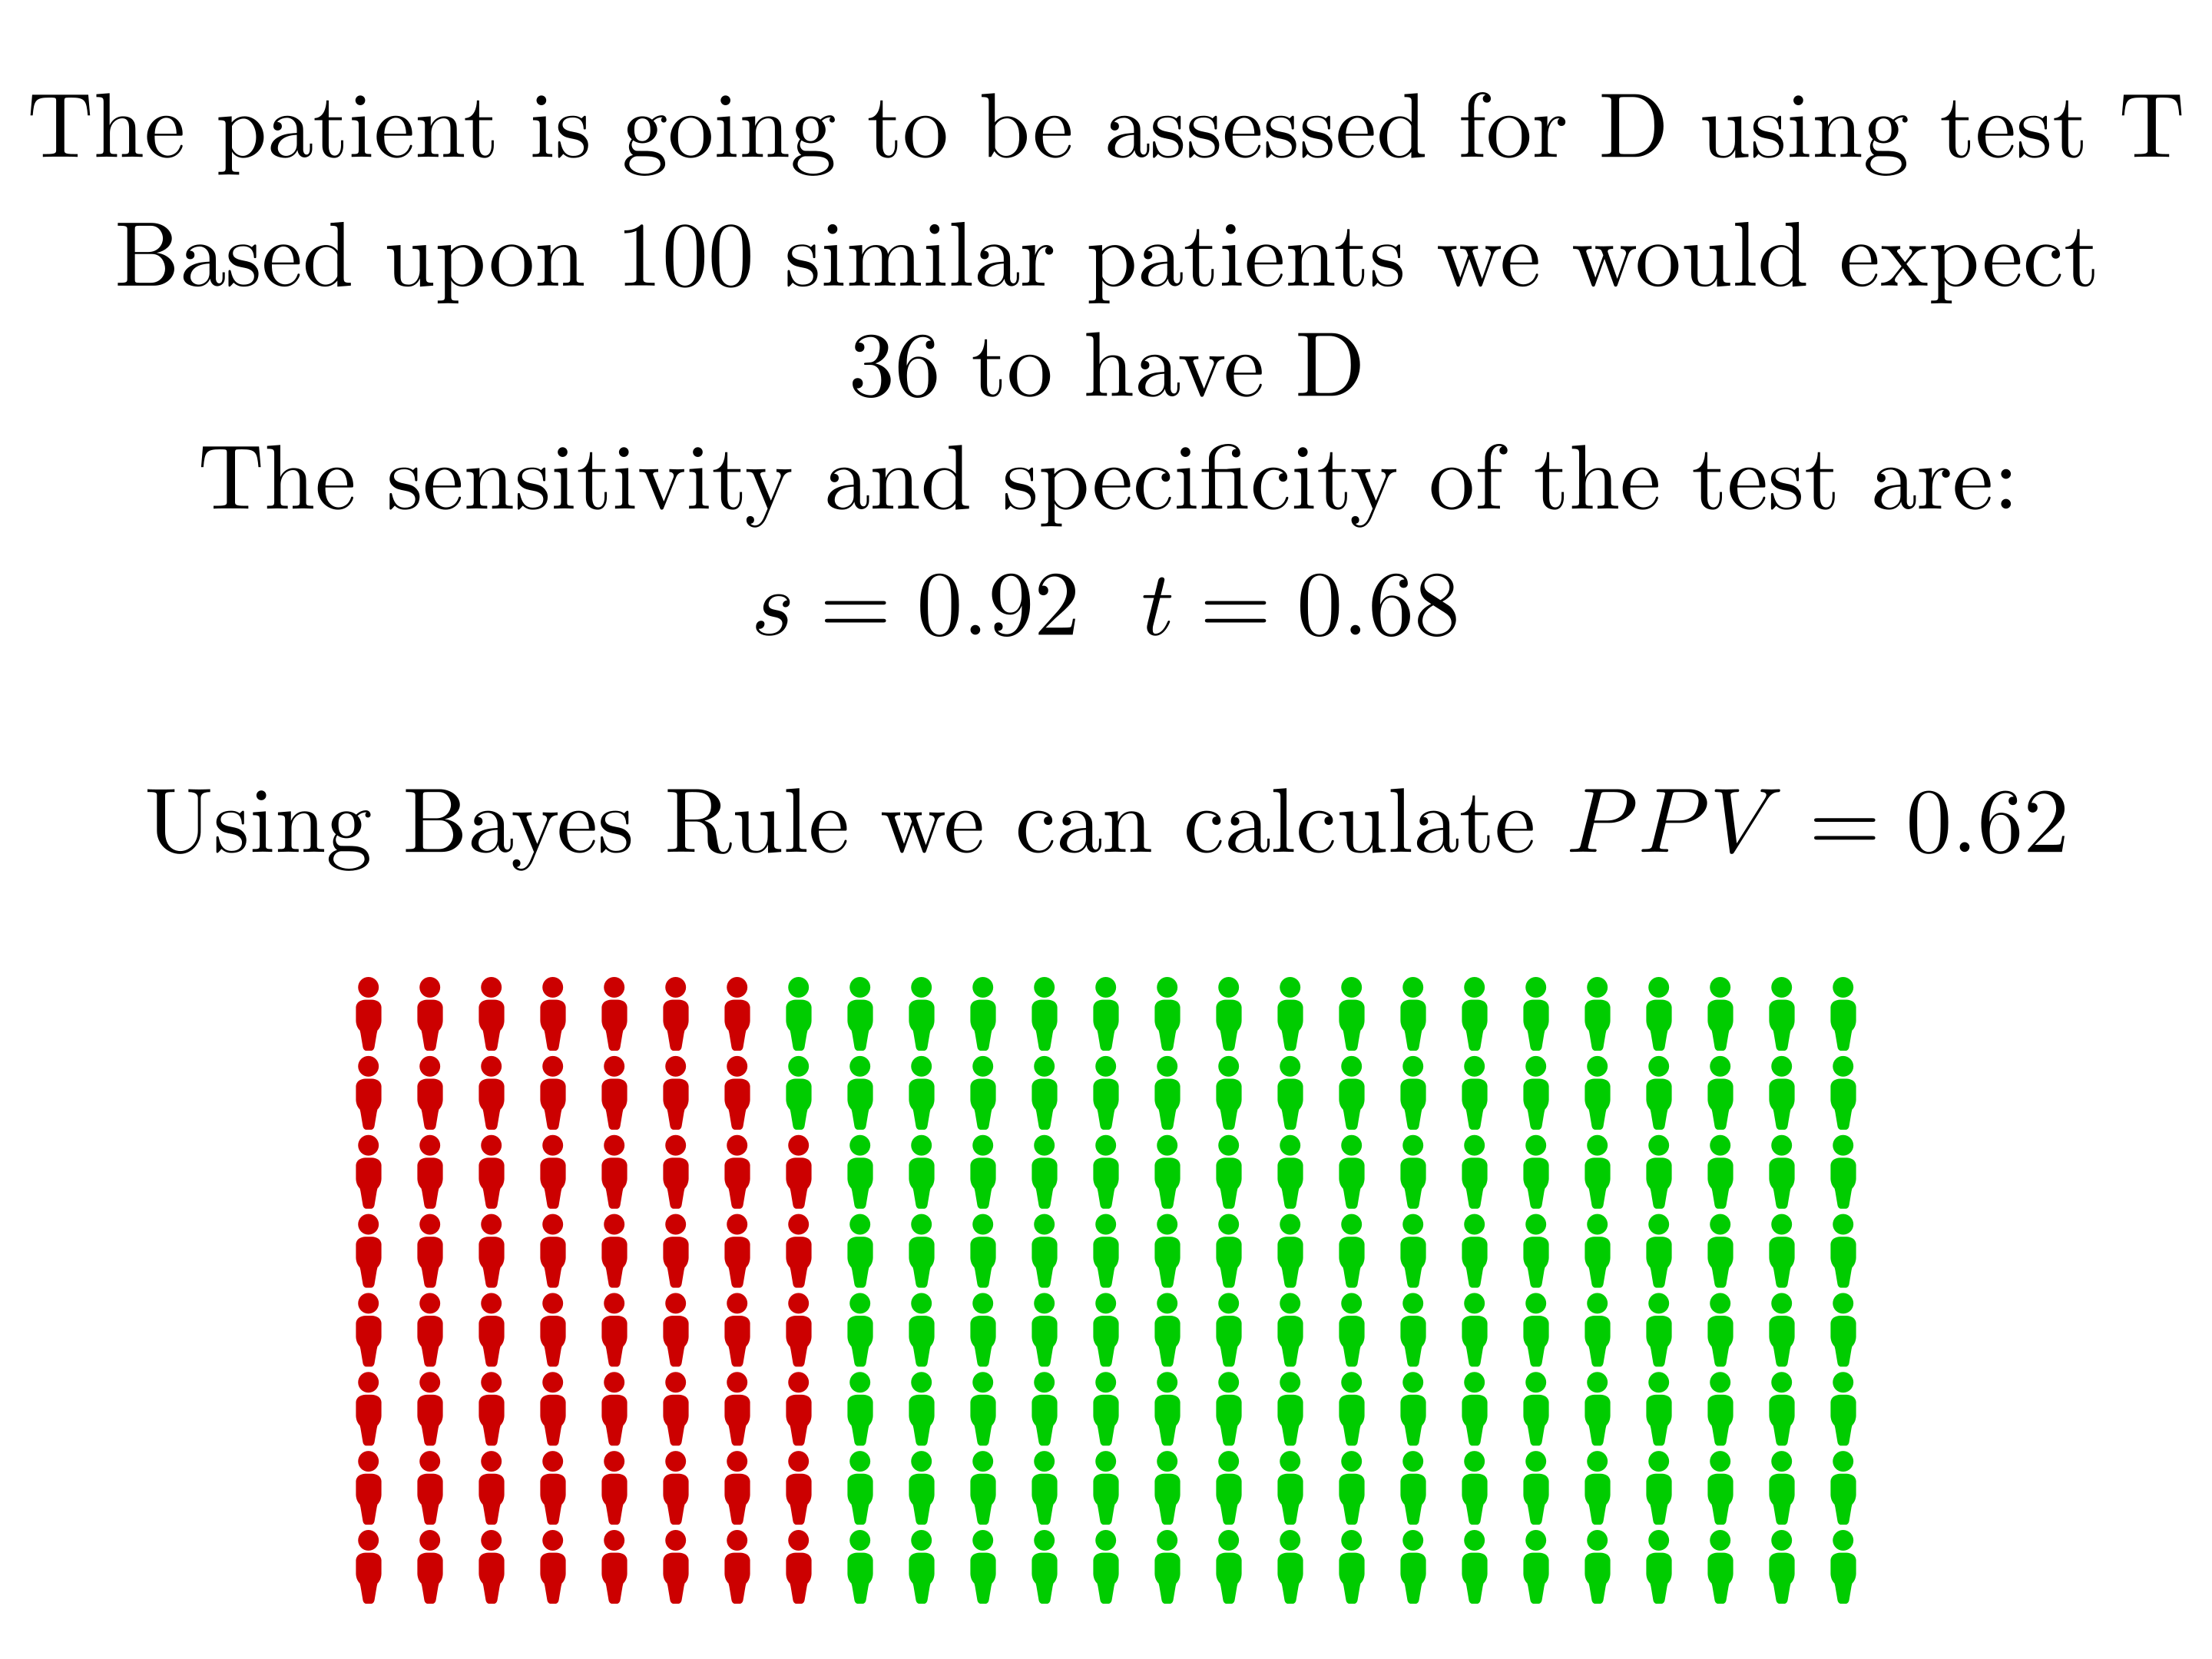 The patient is going to be asessed for D using test T
Based upon 100 similar patients we would expect
36 to have D
The sensitivity and specificity of the test are:
s = 0.92 t = 0.68
Using Bayes Rule we can calculate PPV = 0.62